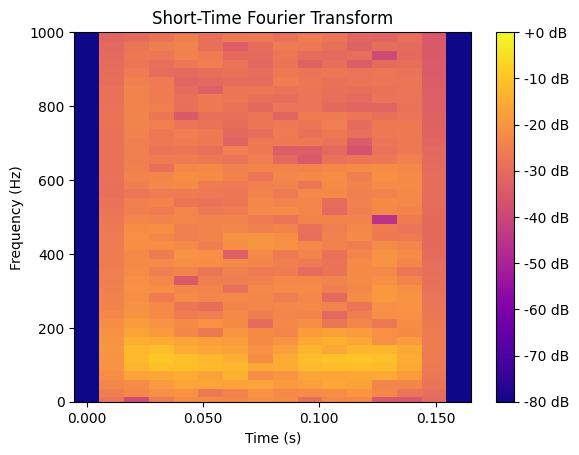 Short-Time Fourier Transform
1000
800
600
400
200
0
Frequency (Hz)
0.000
0.050
0.100
0.150
Time (s)
+0 dB
-10 dB
-20 dB
-30 dB
-40 dB
-50 dB
-60 dB
-70 dB
-80 dB